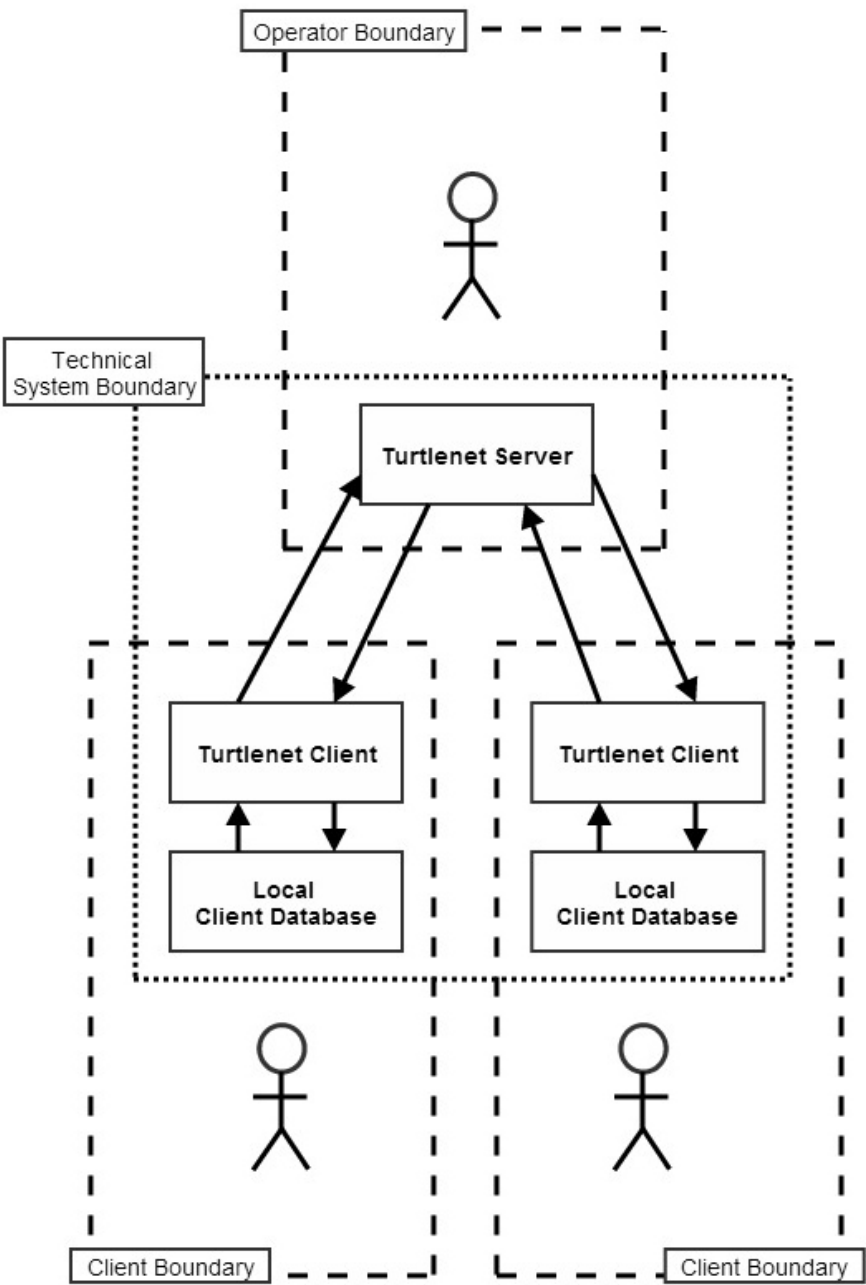 Operator Boundary
Technical
System Boundary
Turtlenet Server
Turtlenet Client
Turtlenet Client
Local
Client Database
Local
Client Database
Client Boundary
Client Boundary